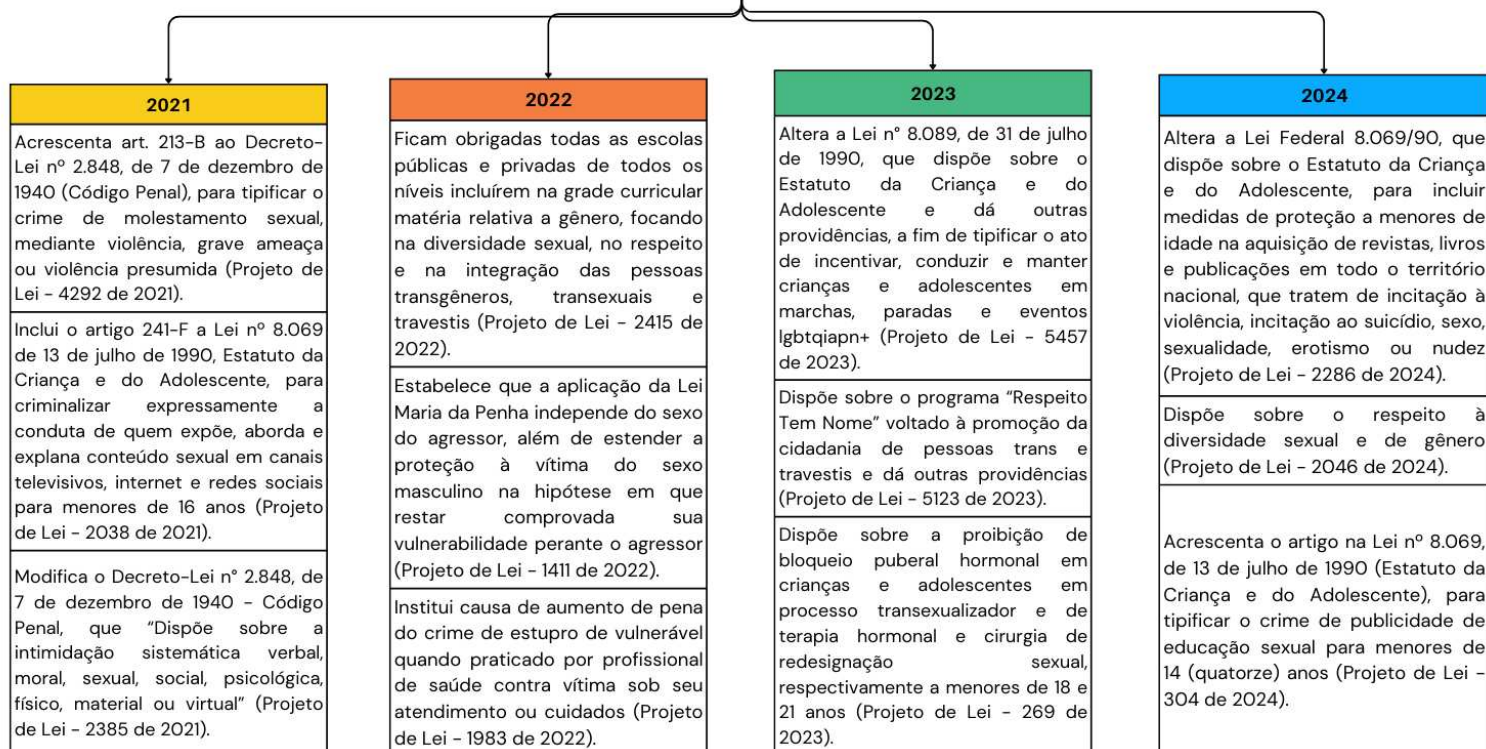 2021
Acrescenta art. 213-B ao Decreto-
Lei nº 2.848, de 7 de dezembro de
1940 (Código Penal), para tipificar o
crime de molestamento sexual,
mediante violência, grave ameaça
ou violência presumida (Projeto de
Lei - 4292 de 2021).
Inclui o artigo 241-F a Lei nº 8.069
de 13 de julho de 1990, Estatuto da
Criança e do Adolescente, para
criminalizar expressamente a
conduta de quem expõe, aborda e
explana conteúdo sexual em canais
televisivos, internet e redes sociais
para menores de 16 anos (Projeto
de Lei - 2038 de 2021).
Modifica o Decreto-Lei n° 2.848, de
7 de dezembro de 1940 - Código
Penal, que “Dispõe sobre a
intimidação sistemática verbal,
moral, sexual, social, psicológica,
físico, material ou virtual” (Projeto
de Lei - 2385 de 2021).
2022
Ficam obrigadas todas as escolas
públicas e privadas de todos os
níveis incluírem na grade curricular
matéria relativa a gênero, focando
na diversidade sexual, no respeito
e na integração das pessoas
transgêneros, transexuais e
travestis (Projeto de Lei - 2415 de
2022).
Estabelece que a aplicação da Lei
Maria da Penha independe do sexo
do agressor, além de estender a
proteção à vítima do sexo
masculino na hipótese em que
restar comprovada sua
vulnerabilidade perante o agressor
(Projeto de Lei - 1411 de 2022).
Institui causa de aumento de pena
do crime de estupro de vulnerável
quando praticado por profissional
de saúde contra vítima sob seu
atendimento ou cuidados (Projeto
de Lei - 1983 de 2022).
2023
Altera a Lei n° 8.089, de 31 de julho
de 1990, que dispõe sobre o
Estatuto da Criança e do
Adolescente e dá outras
providências, a fim de tipificar o ato
de incentivar, conduzir e manter
crianças e adolescentes em
marchas, paradas e eventos
lgbtqiapn+ (Projeto de Lei - 5457
de 2023).
Dispõe sobre o programa “Respeito
Tem Nome” voltado à promoção da
cidadania de pessoas trans e
travestis e dá outras providências
(Projeto de Lei - 5123 de 2023).
Dispõe sobre a proibição de
bloqueio puberal hormonal em
crianças e adolescentes em
processo transexualizador e de
terapia hormonal e cirurgia de
redesignação sexual,
respectivamente a menores de 18 e
21 anos (Projeto de Lei - 269 de
2023).
2024
Altera a Lei Federal 8.069/90, que
dispõe sobre o Estatuto da Criança
e do Adolescente, para incluir
medidas de proteção a menores de
idade na aquisição de revistas, livros
e publicações em todo o território
nacional, que tratem de incitação à
violência, incitação ao suicídio, sexo,
sexualidade, erotismo ou nudez
(Projeto de Lei - 2286 de 2024).
Dispõe sobre o respeito à
diversidade sexual e de gênero
(Projeto de Lei - 2046 de 2024).
Acrescenta o artigo na Lei nº 8.069,
de 13 de julho de 1990 (Estatuto da
Criança e do Adolescente), para
tipificar o crime de publicidade de
educação sexual para menores de
14 (quatorze) anos (Projeto de Lei -
304 de 2024).